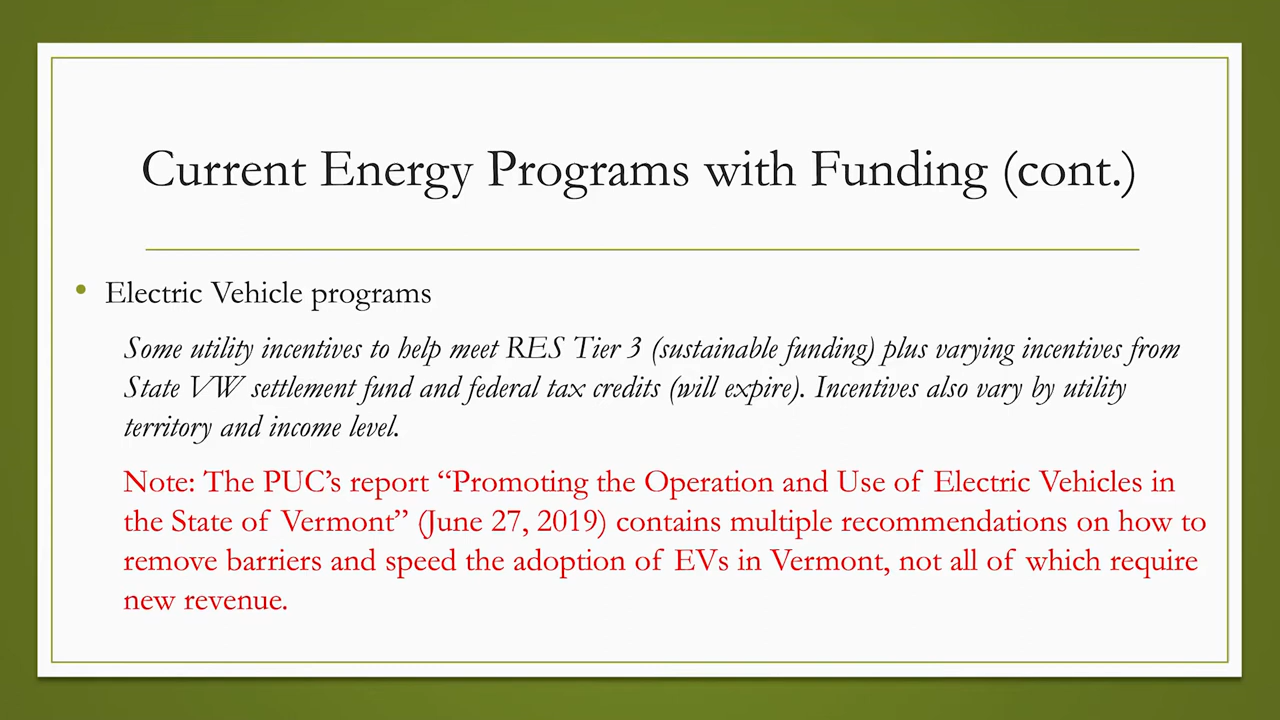 Current Energy Programs with Funding (cont.)
• Electric Vehicle programs
Some utility incentives to help meet RES Tier 3 (sustainable funding) plus varying incentives from
State VW settlement fund and federal tax credits (will expire). Incentives also vary by utility
territory and income level.
Note: The PUC’s report “Promoting the Operation and Use of Electric Vehicles in
the State of Vermont” (June 27, 2019) contains multiple recommendations on how to
remove barriers and speed the adoption of EVs in Vermont, not all of which require
new revenue.